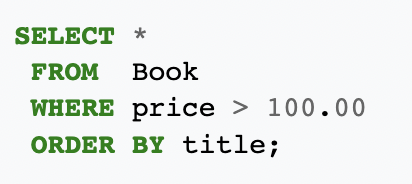 SELECT *
FROM Book
WHERE price > 100.00
ORDER BY title;